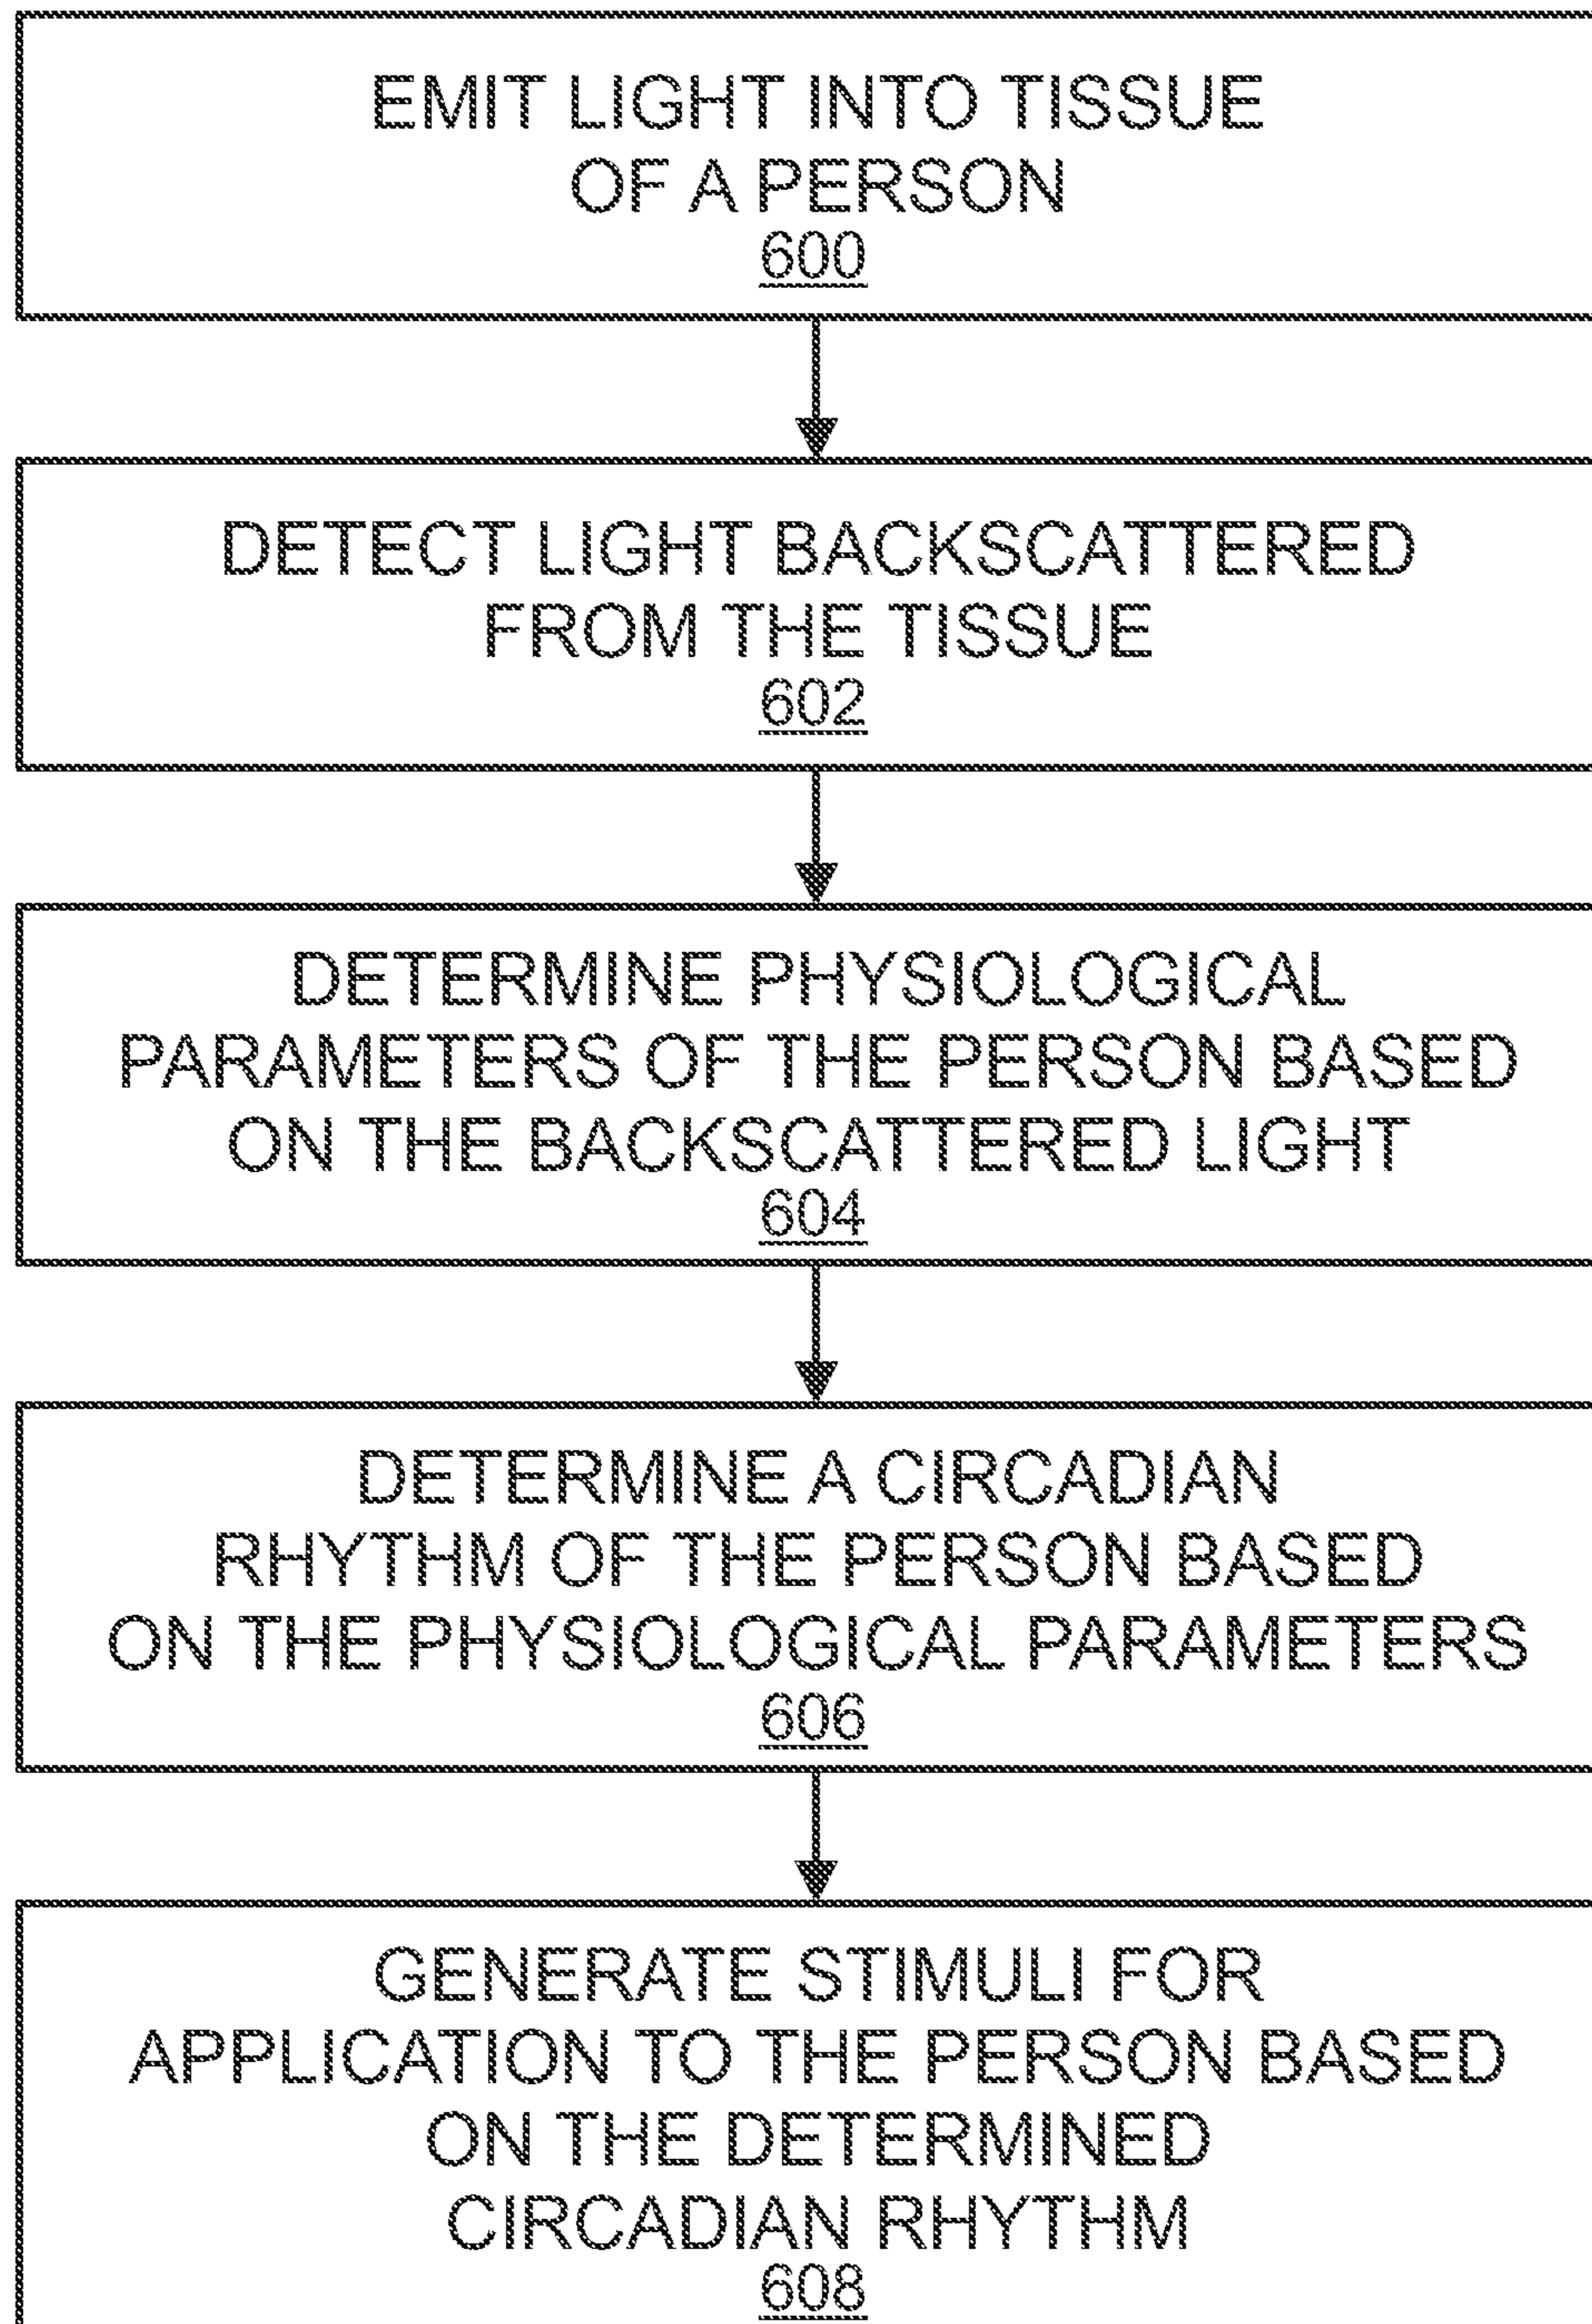 EMIT LIGHT INTO TISSUE
OF A PERSON
600
DETECT LIGHT BACKSCATTERED
FROM THE TISSUE
602
DETERMINE PHYSIOLOGICAL
PARAMETERS OF THE PERSON BASED
ON THE BACKSCATTERED LIGHT
604
DETERMINE A CIRCADIAN
RHYTHM OF THE PERSON BASED
ON THE PHYSIOLOGICAL PARAMETERS
606
GENERATE STIMULI FOR
APPLICATION TO THE PERSON BASED
ON THE DETERMINED
CIRCADIAN RHYTHM
608